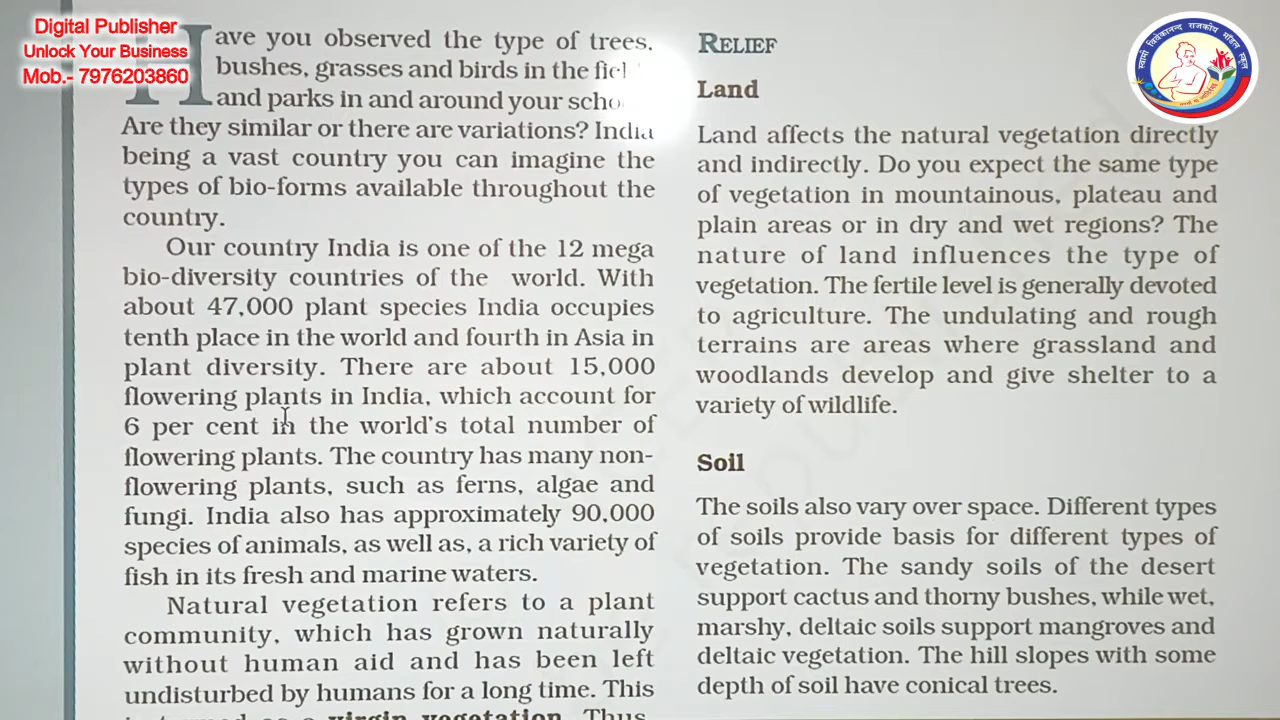 Digital Publisher
Unlock Your Business
Mob.- 7976203860
Have you observed the type of trees,
bushes, grasses and birds in the
and parks in and around your
Are they similar or there are variations? India
being a vast country you can imagine the
types of bio-forms available throughout the
country.
Our country India is one of the 12 mega
bio-diversity countries of the world. With
about 47,000 plant species India occupies
tenth place in the world and fourth in Asia in
plant diversity. There are about 15,000
flowering plants in India, which account for
6 per cent in the world's total number of
flowering plants. The country has many non-
flowering plants, such as ferns, algae and
fungi. India also has approximately 90,000
species of animals, as well as, a rich variety of
fish in its fresh and marine waters.
Natural vegetation refers to a plant
community, which has grown naturally
without human aid and has been left
undisturbed by humans for a long time. This
is termed as a virgin vegetation. Thus,
RELIEF
Land
Land affects the natural vegetation directly
and indirectly. Do you expect the same type
of vegetation in mountainous, plateau and
plain areas or in dry and wet regions? The
nature of land influences the type of
vegetation. The fertile level is generally devoted
to agriculture. The undulating and rough
terrains are areas where grassland and
woodlands develop and give shelter to a
variety of wildlife.
Soil
The soils also vary over space. Different types
of soils provide basis for different types of
vegetation. The sandy soils of the desert
support cactus and thorny bushes, while wet,
marshy, deltaic soils support mangroves and
deltaic vegetation. The hill slopes with some
depth of soil have conical trees.
स्वामी विवेकानन्द राजकीय मॉडल स्कूल